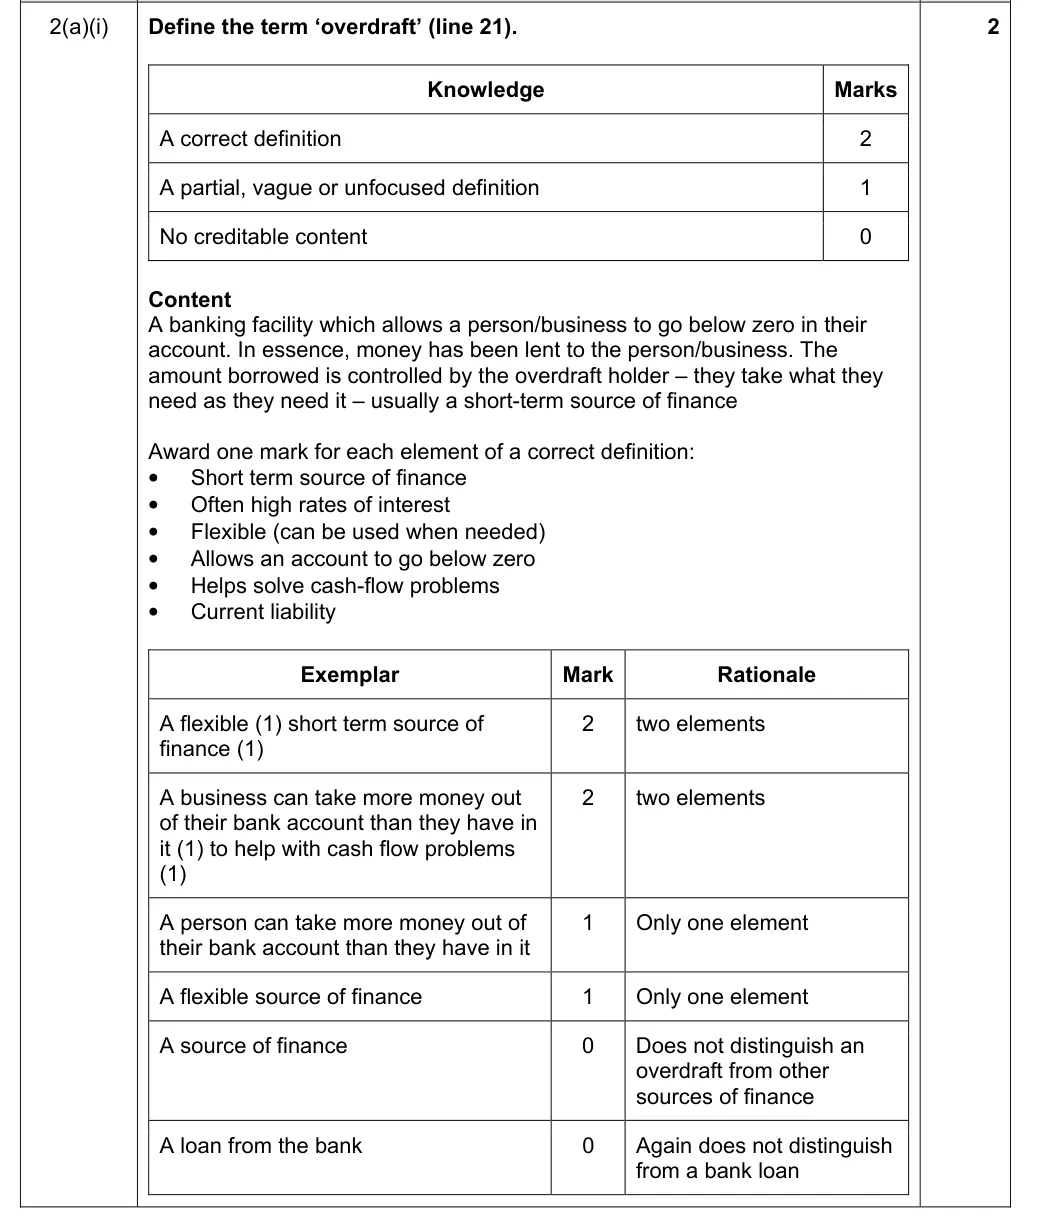 2(a)(i) Define the term ‘overdraft’ (line 21). 2
Knowledge Marks
A correct definition 2
A partial, vague or unfocused definition 1
No creditable content 0
Content
A banking facility which allows a person/business to go below zero in their
account. In essence, money has been lent to the person/business. The
amount borrowed is controlled by the overdraft holder – they take what they
need as they need it – usually a short-term source of finance
Award one mark for each element of a correct definition:
• Short term source of finance
• Often high rates of interest
• Flexible (can be used when needed)
• Allows an account to go below zero
• Helps solve cash-flow problems
• Current liability
Exemplar Mark Rationale
A flexible (1) short term source of 2 two elements
finance (1)
A business can take more money out 2 two elements
of their bank account than they have in
it (1) to help with cash flow problems
(1)
A person can take more money out of 1 Only one element
their bank account than they have in it
A flexible source of finance 1 Only one element
A source of finance 0 Does not distinguish an
overdraft from other
sources of finance
A loan from the bank 0 Again does not distinguish
from a bank loan